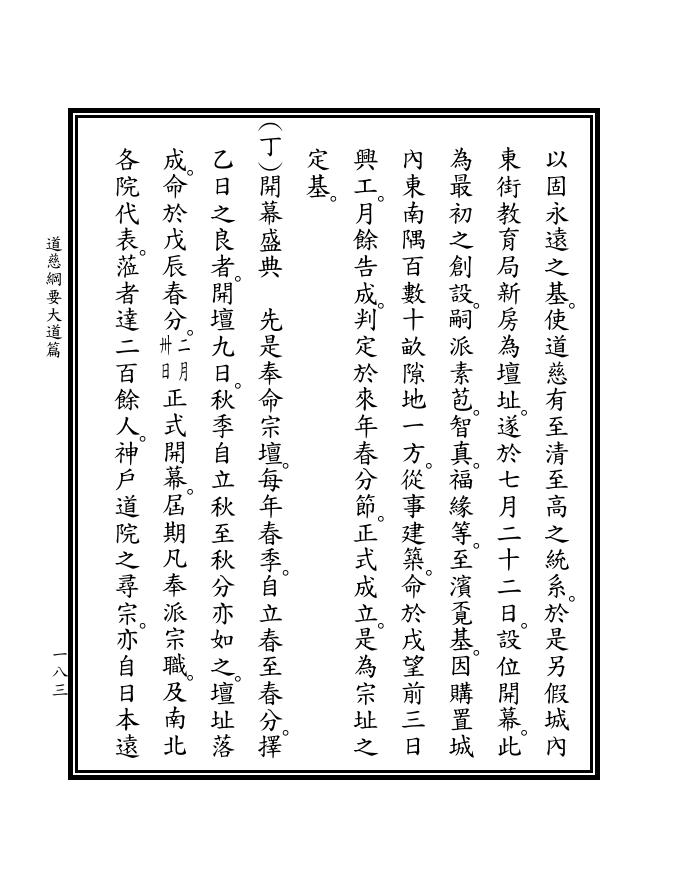 以固永遠之基。使道慈有至清至高之統系。於是另假城內
東街教育局新房為壇址。遂於七月二十二日。設位開幕。此
為最初之創設。嗣派素芑。智真。福緣等。至濱覔基。因購置城
內東南隅百數十畝隙地一方。從事建築。命於戌望前三日
興工。月餘告成。判定於來年春分節。正式成立。是為宗址之
定基。
（丁）開幕盛典　先是奉命宗壇。每年春季。自立春至春分。擇
乙日之良者。開壇九日。秋季自立秋至秋分亦如之。壇址落
成。命於戊辰春分。二月卅日正式開幕。屆期凡奉派宗職。及南北
各院代表。蒞者達二百餘人。神戶道院之尋宗。亦自日本遠
道慈綱要大道篇
一八三